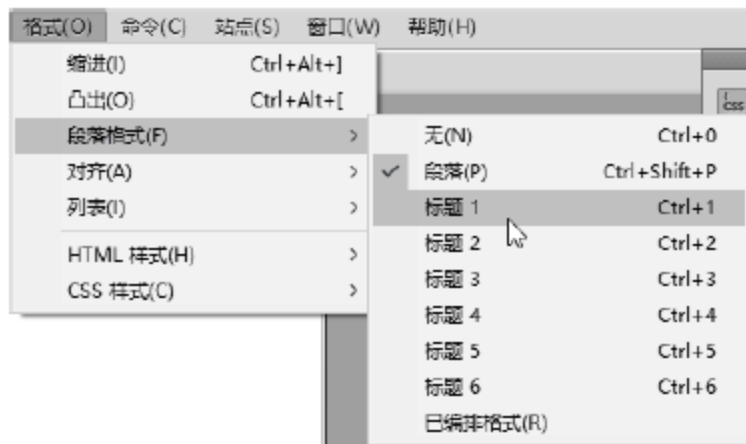 格式(O) 命令(C) 站点(S) 窗口(W) 帮助(H)
缩进(I) Ctrl+Alt+]
凸出(O) Ctrl+Alt+[
段落格式(F) >
对齐(A) >
列表(I) >
HTML 样式(H) >
CSS 样式(C) >
{css
无(N) Ctrl+0
✓ 段落(P) Ctrl+Shift+P
标题 1 Ctrl+1
标题 2 Ctrl+2
标题 3 Ctrl+3
标题 4 Ctrl+4
标题 5 Ctrl+5
标题 6 Ctrl+6
已编排格式(R)